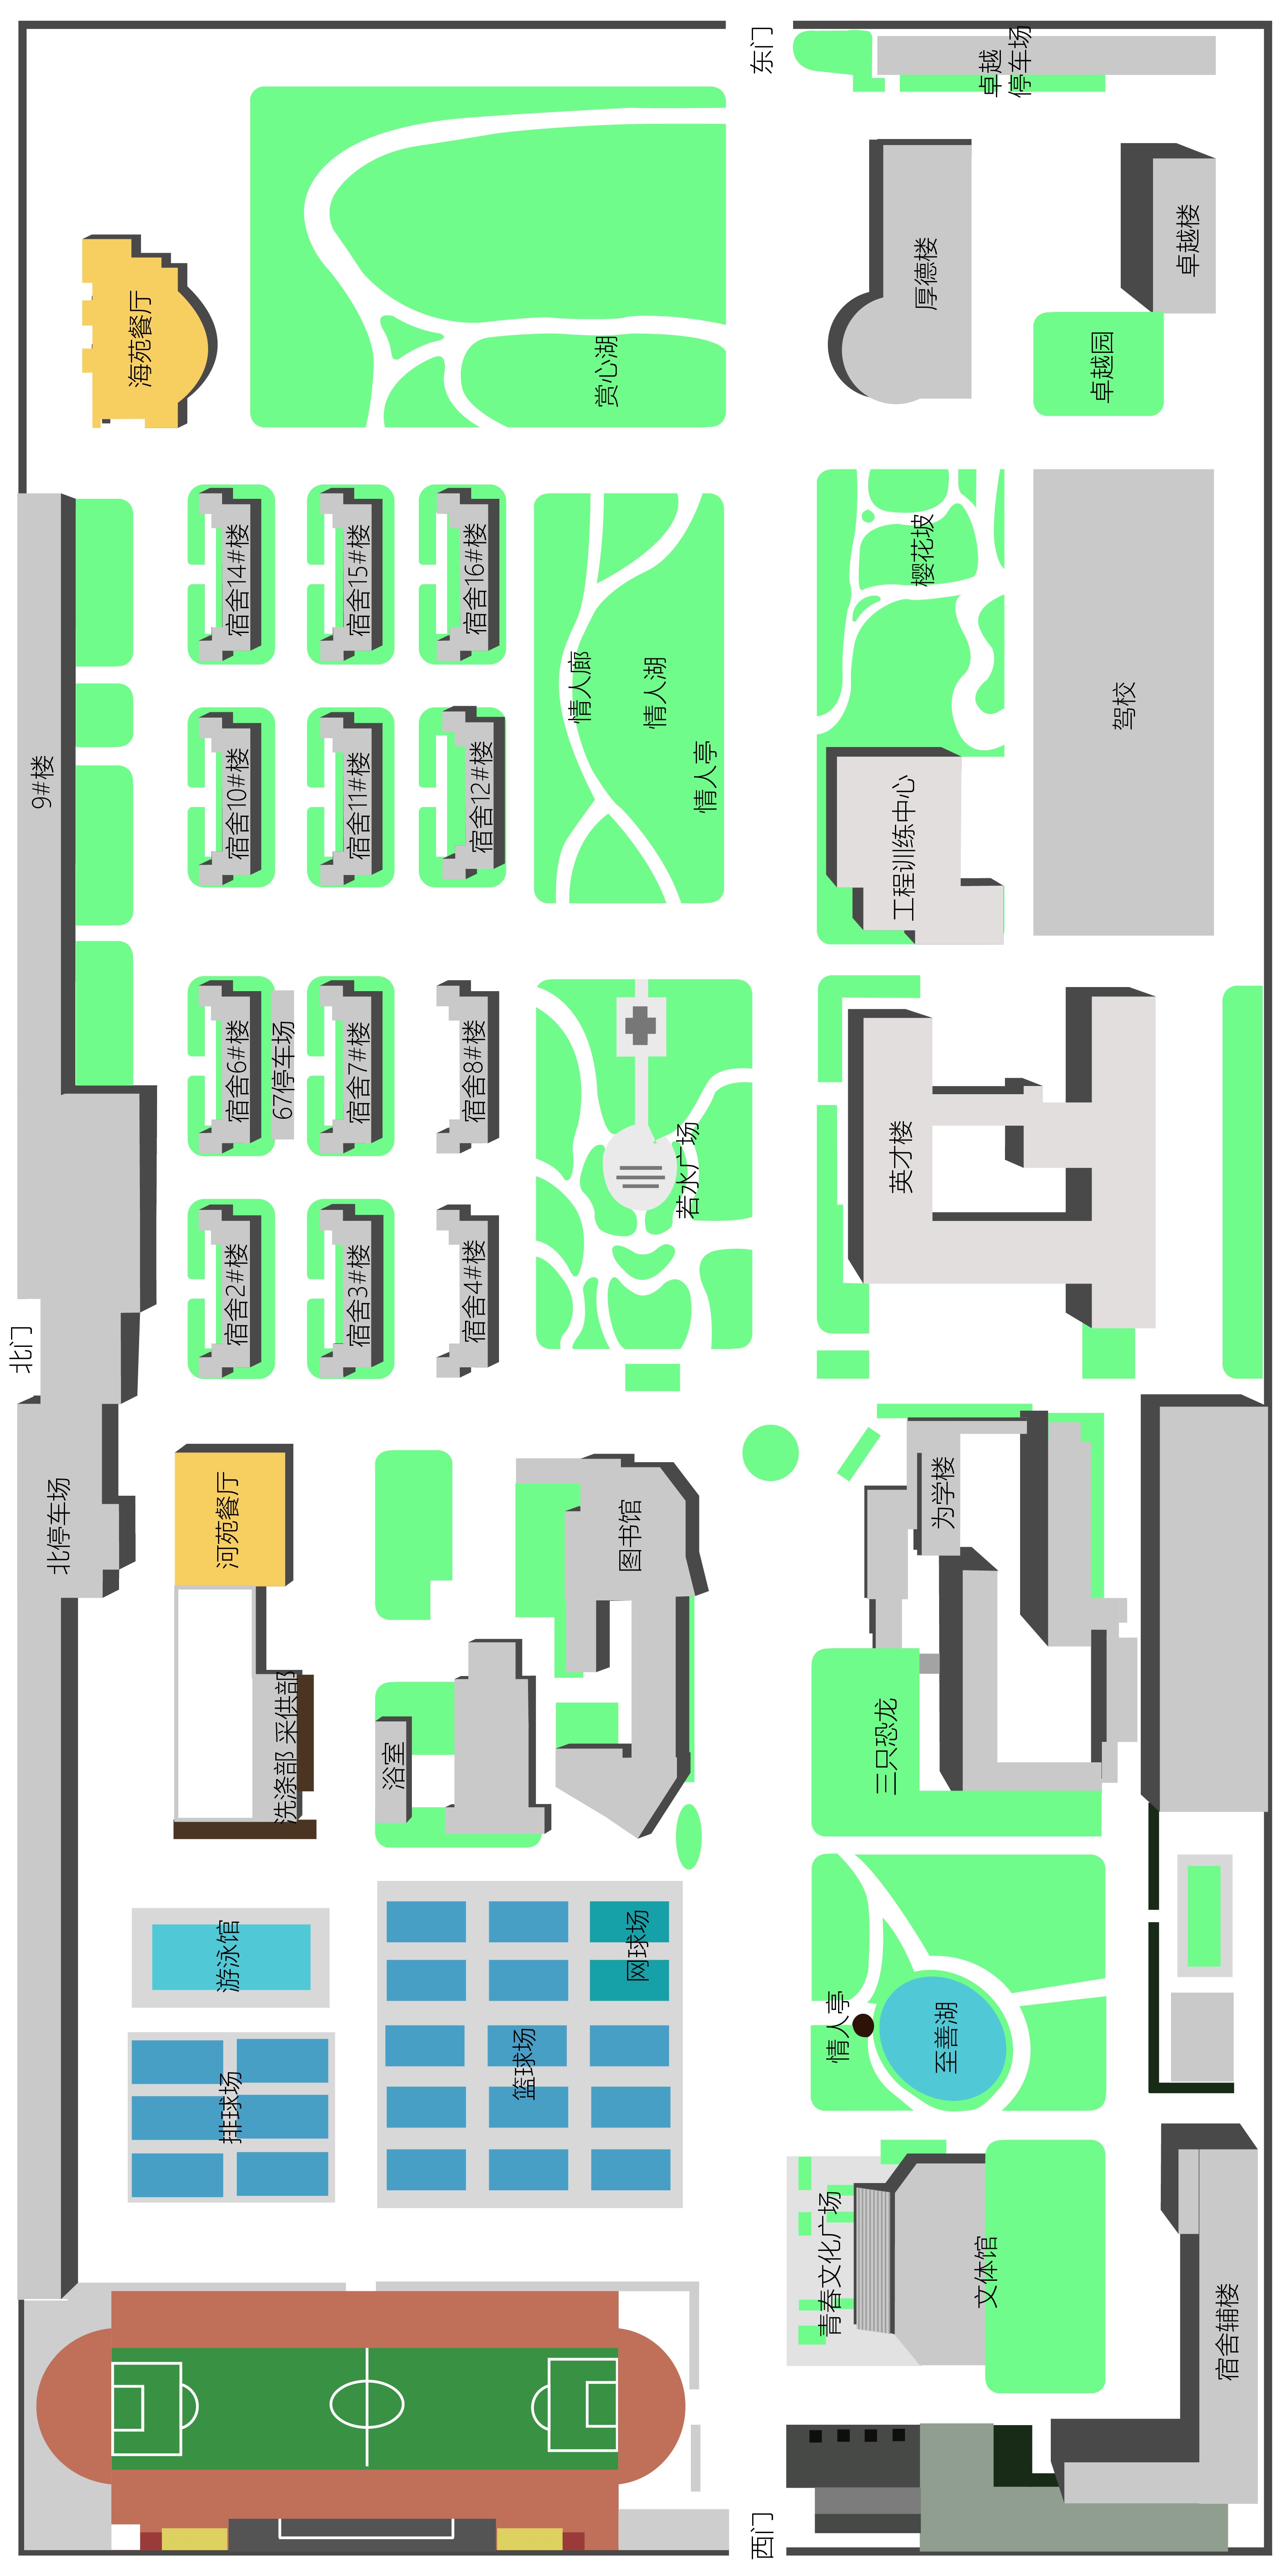 东门
卓越
停车场
卓越楼
厚德楼
海苑餐厅
赏心湖
卓越园
宿舍14#楼
宿舍15#楼
宿舍16#楼
樱花坡
情人廊
情人湖
驾校
9#楼
情人亭
宿舍10#楼
宿舍11#楼
宿舍12#楼
工程训练中心
宿舍6#楼
67停车场
宿舍7#楼
宿舍8#楼
若水广场
英才楼
宿舍2#楼
宿舍3#楼
宿舍4#楼
北门
北停车场
河苑餐厅
图书馆
为学楼
洗涤部 采供部
浴室
三只恐龙
游泳馆
网球场
情人亭
至善湖
篮球场
排球场
青春文化广场
文体馆
宿舍辅楼
西门